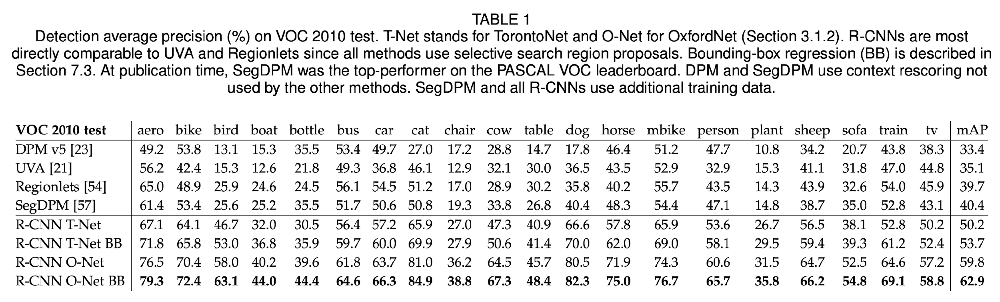 TABLE 1
Detection average precision (%) on VOC 2010 test. T-Net stands for TorontoNet and O-Net for OxfordNet (Section 3.1.2). R-CNNs are most
directly comparable to UVA and Regionlets since all methods use selective search region proposals. Bounding-box regression (BB) is described in
Section 7.3. At publication time, SegDPM was the top-performer on the PASCAL VOC leaderboard. DPM and SegDPM use context rescoring not
used by the other methods. SegDPM and all R-CNNs use additional training data.
VOC 2010 test aero bike bird boat bottle bus car cat chair cow table dog horse mbike person plant sheep sofa train tv mAP
DPM v5 [23] 49.2 53.8 13.1 15.3 35.5 53.4 49.7 27.0 17.2 28.8 14.7 17.8 46.4 51.2 47.7 10.8 34.2 20.7 43.8 38.3 33.4
UVA [21] 56.2 42.4 15.3 12.6 21.8 49.3 36.8 46.1 12.9 32.1 30.0 36.5 43.5 52.9 32.9 15.3 41.1 31.8 47.0 44.8 35.1
Regionlets [54] 65.0 48.9 25.9 24.6 24.5 56.1 54.5 51.2 17.0 28.9 30.2 35.8 40.2 55.7 43.5 14.3 43.9 32.6 54.0 45.9 39.7
SegDPM [57] 61.4 53.4 25.6 25.2 35.5 51.7 50.6 50.8 19.3 33.8 26.8 40.4 48.3 54.4 47.1 14.8 38.7 35.0 52.8 43.1 40.4
R-CNN T-Net 67.1 64.1 46.7 32.0 30.5 56.4 57.2 65.9 27.0 47.3 40.9 66.6 57.8 65.9 53.6 26.7 56.5 38.1 52.8 50.2 50.2
R-CNN T-Net BB 71.8 65.8 53.0 36.8 35.9 59.7 60.0 69.9 27.9 50.6 41.4 70.0 62.0 69.0 58.1 29.5 59.4 39.3 61.2 52.4 53.7
R-CNN O-Net 76.5 70.4 58.0 40.2 39.6 61.8 63.7 81.0 36.2 64.5 45.7 80.5 71.9 74.3 60.6 31.5 64.7 52.5 64.6 57.2 59.8
R-CNN O-Net BB 79.3 72.4 63.1 44.0 44.4 64.6 66.3 84.9 38.8 67.3 48.4 82.3 75.0 76.7 65.7 35.8 66.2 54.8 69.1 58.8 62.9